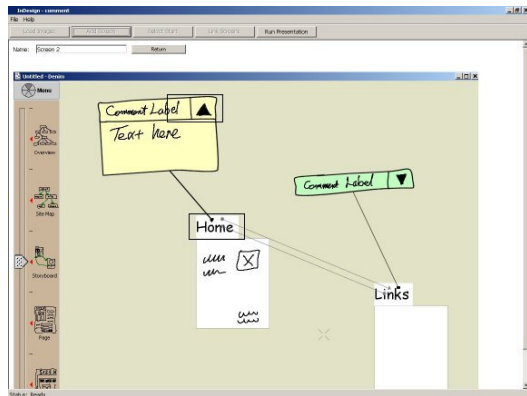 InDesign - comment
File Help
Load Images Add Screen Select Start Link Screens Run Presentation
Name: Screen 2 Return
Untitled - Denim
Menu
Overview
Site Map
Storyboard
Page
Comment Label
Text here
Comment Label
Home
Links
Status: Ready